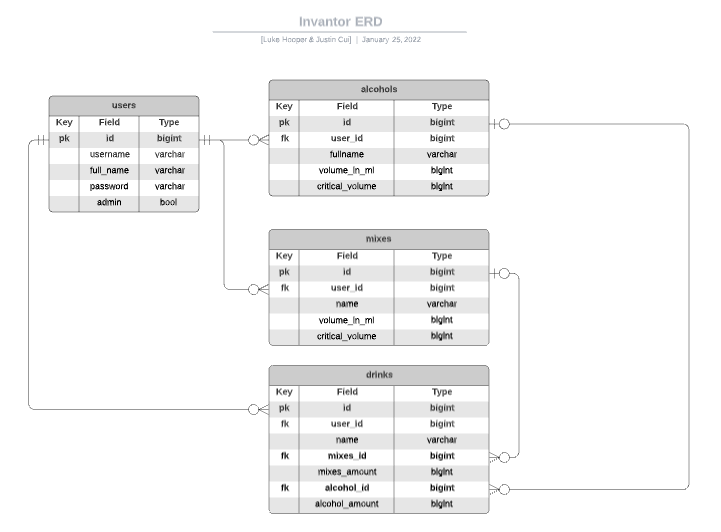 Invantor ERD
[Luke Hooper & Justin Cui] | January 25, 2022
users
Key Field Type
pk id bigint
username varchar
full_name varchar
password varchar
admin bool
alcohols
Key Field Type
pk id bigint
fk user_id bigint
fullname varchar
volume_in_ml bigint
critical_volume bigint
mixes
Key Field Type
pk id bigint
fk user_id bigint
name varchar
volume_in_ml bigint
critical_volume bigint
drinks
Key Field Type
pk id bigint
fk user_id bigint
name varchar
fk mixes_id bigint
mixes_amount bigint
fk alcohol_id bigint
alcohol_amount bigint